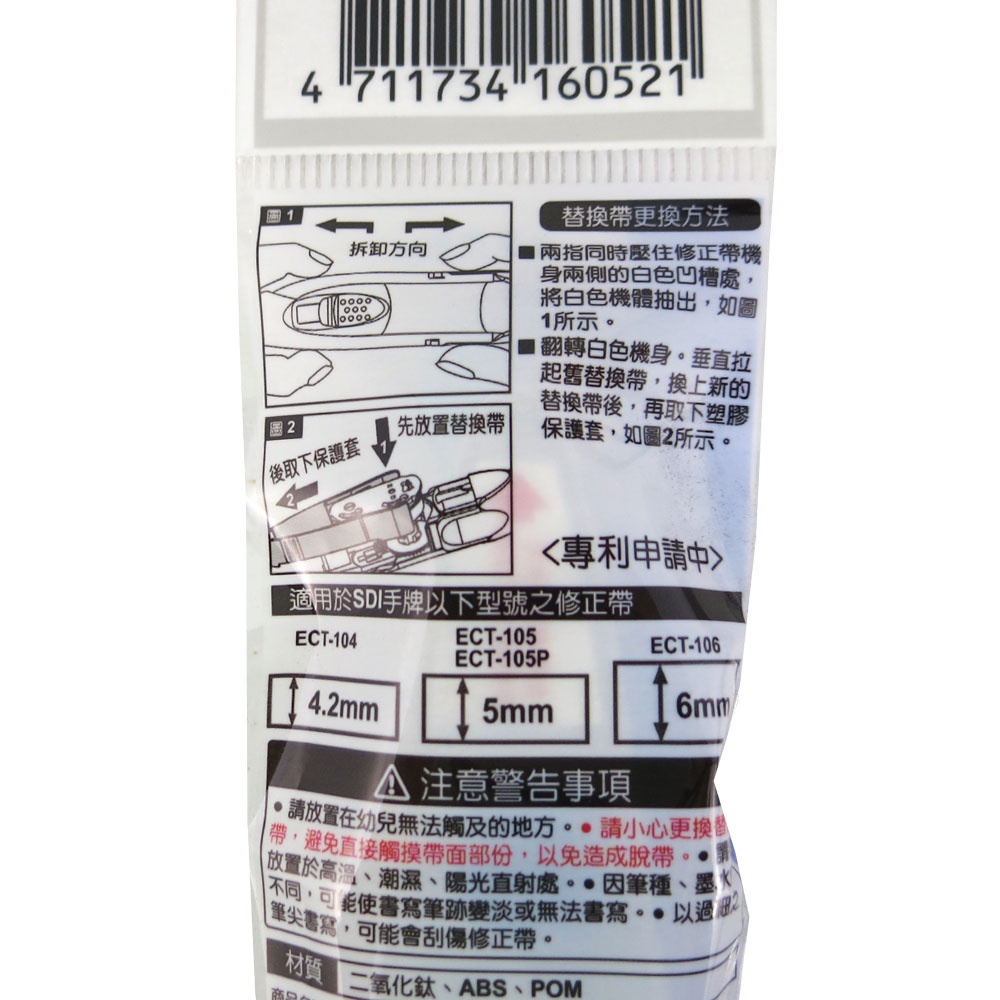 4 711734 160521
圖 1
拆卸方向
圖 2
先放置替換帶
1
後取下保護套
2
替換帶更換方法
■ 兩指同時壓住修正帶機
身兩側的白色凹槽處，
將白色機體抽出，如圖
1所示。
■ 翻轉白色機身。垂直拉
起舊替換帶，換上新的
替換帶後，再取下塑膠
保護套，如圖2所示。
<專利申請中>
適用於SDI手牌以下型號之修正帶
ECT-104
4.2mm
ECT-105
ECT-105P
5mm
ECT-106
6mm
⚠ 注意警告事項
• 請放置在幼兒無法觸及的地方。• 請小心更換替
帶，避免直接觸摸帶面部份，以免造成脫帶。•
放置於高溫、潮濕、陽光直射處。• 因筆種、墨水
不同，可能使書寫筆跡變淡或無法書寫。• 以過
筆尖書寫，可能會刮傷修正帶。
材質
二氧化鈦、ABS、POM